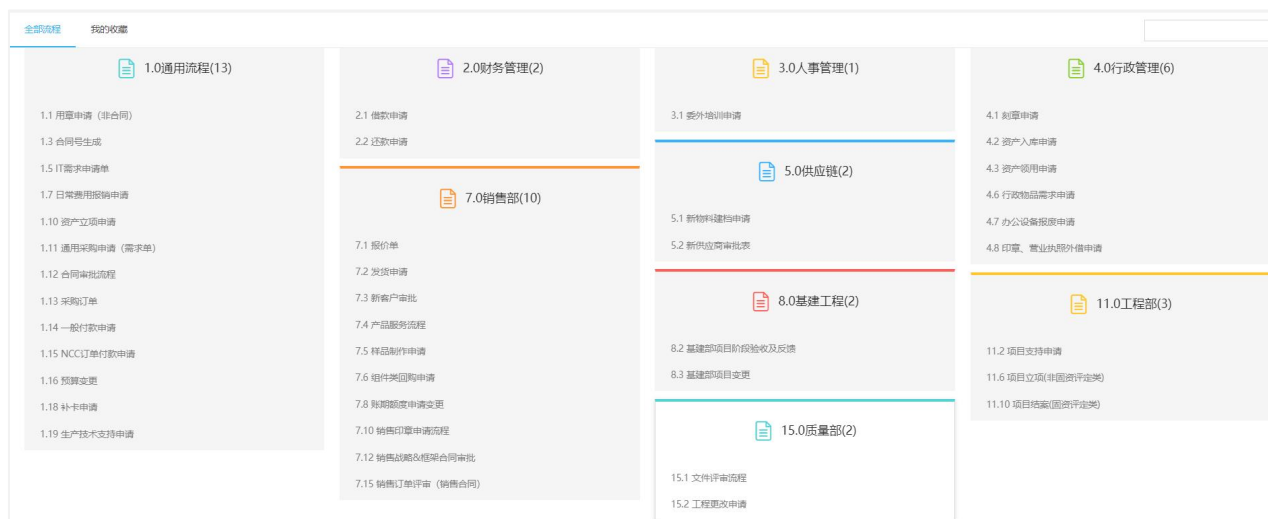 全部流程
我的收藏
1.0通用流程(13)
1.1 用章申请（非合同）
1.3 合同号生成
1.5 IT需求申请单
1.7 日常费用报销申请
1.10 资产立项申请
1.11 通用采购申请（需求单）
1.12 合同审批流程
1.13 采购订单
1.14 一般付款申请
1.15 NCC订单付款申请
1.16 预算变更
1.18 补卡申请
1.19 生产技术支持申请
2.0财务管理(2)
2.1 借款申请
2.2 还款申请
7.0销售部(10)
7.1 报价单
7.2 发货申请
7.3 新客户审批
7.4 产品服务流程
7.5 样品制作申请
7.6 组件类回购申请
7.8 账期额度申请变更
7.10 销售印章申请流程
7.12 销售战略&框架合同审批
7.15 销售订单评审（销售合同）
3.0人事管理(1)
3.1 委外培训申请
5.0供应链(2)
5.1 新物料建档申请
5.2 新供应商审批表
8.0基建工程(2)
8.2 基建部项目阶段验收及反馈
8.3 基建部项目变更
15.0质量部(2)
15.1 文件评审流程
15.2 工程更改申请
4.0行政管理(6)
4.1 刻章申请
4.2 资产入库申请
4.3 资产领用申请
4.6 行政物品需求申请
4.7 办公设备报废申请
4.8 印章、营业执照外借申请
11.0工程部(3)
11.2 项目支持申请
11.6 项目立项(非固资评定类)
11.10 项目结案(固资评定类)